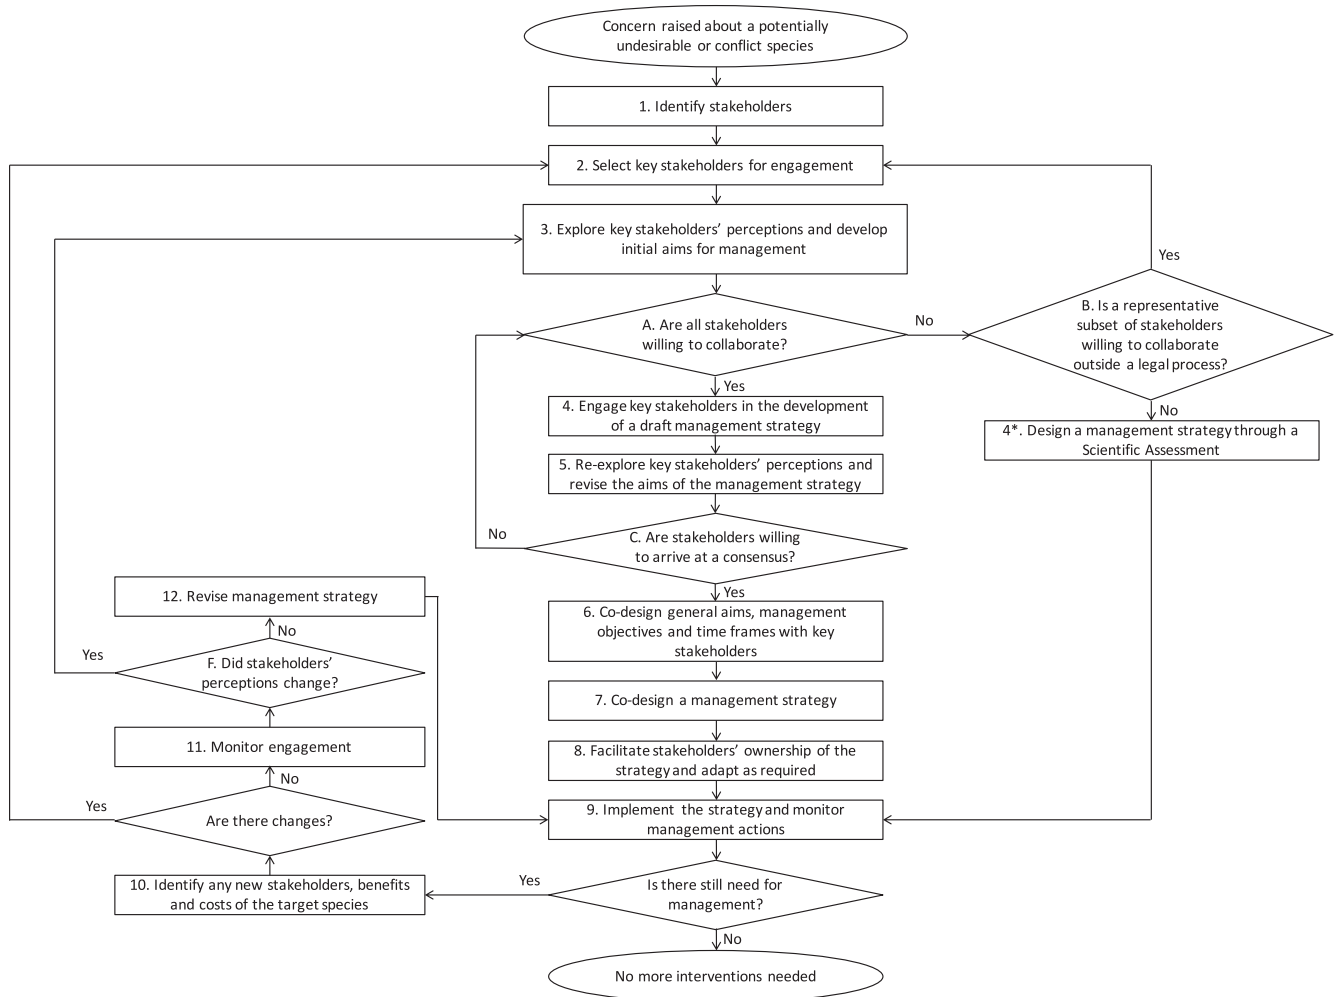 Concern raised about a potentially
undesirable or conflict species
1. Identify stakeholders
2. Select key stakeholders for engagement
3. Explore key stakeholders’ perceptions and develop
initial aims for management
Yes
A. Are all stakeholders
willing to collaborate?
No
B. Is a representative
subset of stakeholders
willing to collaborate
outside a legal process?
Yes
No
4. Engage key stakeholders in the development
of a draft management strategy
4*. Design a management strategy through a
Scientific Assessment
5. Re-explore key stakeholders’ perceptions and
revise the aims of the management strategy
No
C. Are stakeholders willing
to arrive at a consensus?
Yes
6. Co-design general aims, management
objectives and time frames with key
stakeholders
12. Revise management strategy
No
Yes
F. Did stakeholders’
perceptions change?
7. Co-design a management strategy
11. Monitor engagement
8. Facilitate stakeholders’ ownership of the
strategy and adapt as required
No
Yes
Are there changes?
9. Implement the strategy and monitor
management actions
10. Identify any new stakeholders, benefits
and costs of the target species
Yes
Is there still need for
management?
No
No more interventions needed